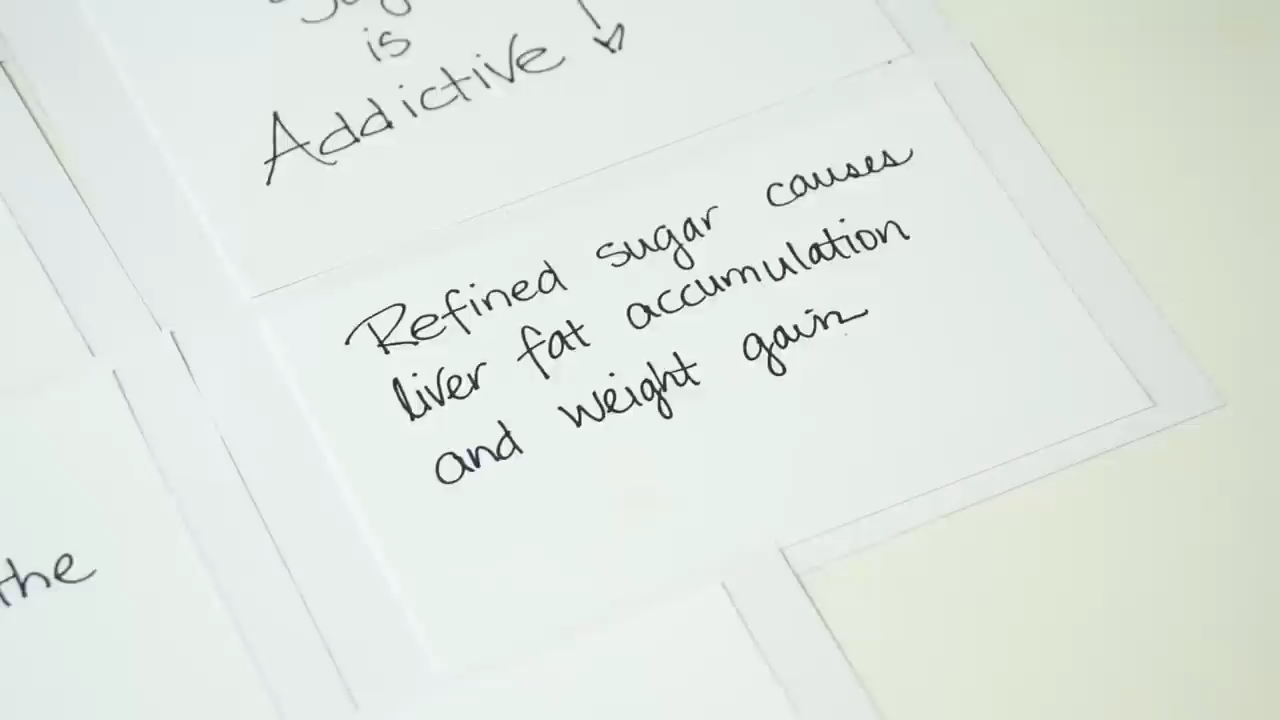 is
Addictive
Refined sugar causes
liver fat accumulation
and weight gain
the